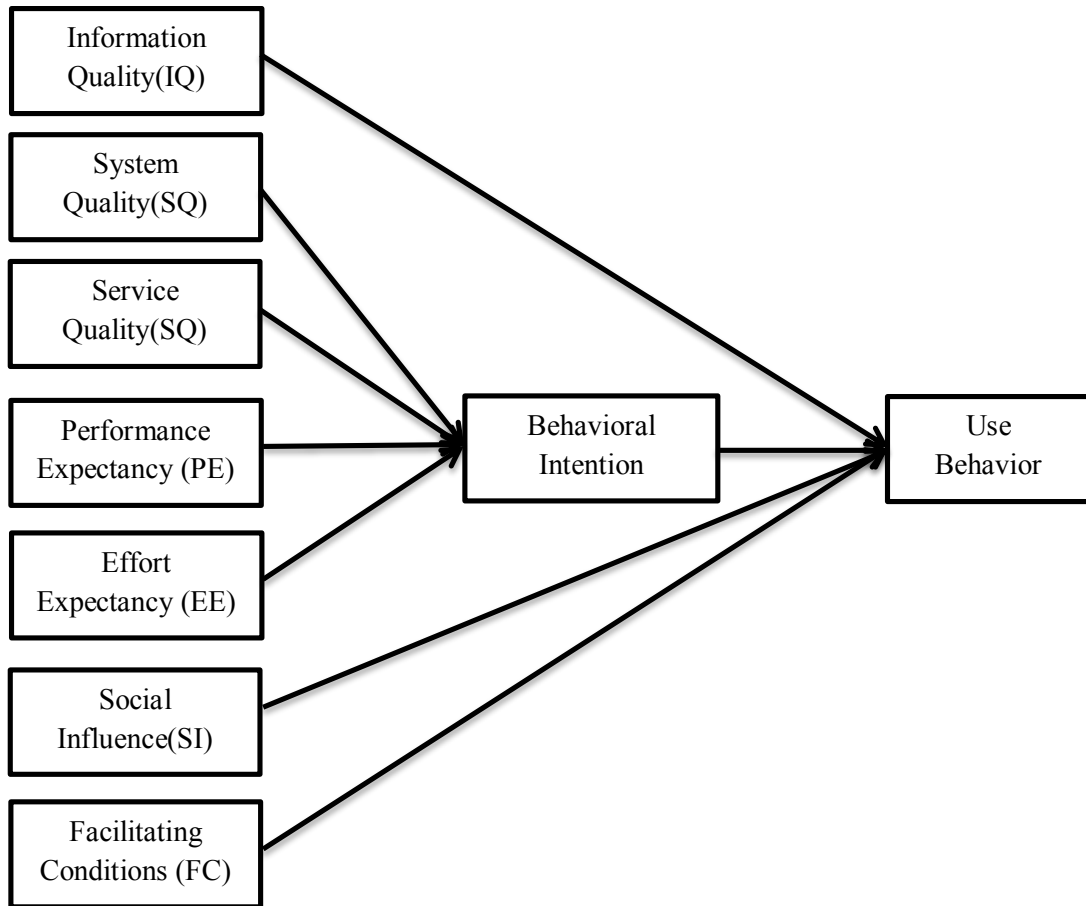 Information
Quality(IQ)
System
Quality(SQ)
Service
Quality(SQ)
Performance
Expectancy (PE)
Effort
Expectancy (EE)
Social
Influence(SI)
Facilitating
Conditions (FC)
Behavioral
Intention
Use
Behavior